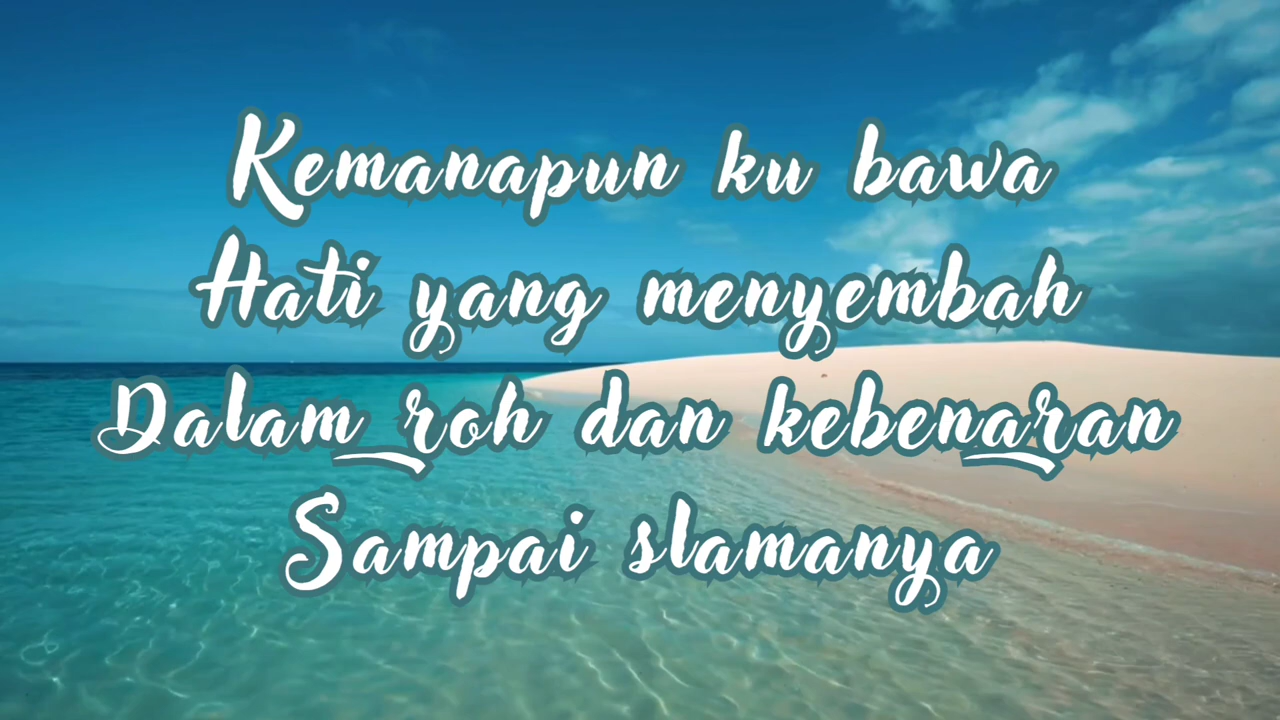 Kemanapun ku bawa
Hati yang menyembah
Dalam roh dan kebenaran
Sampai slamanya